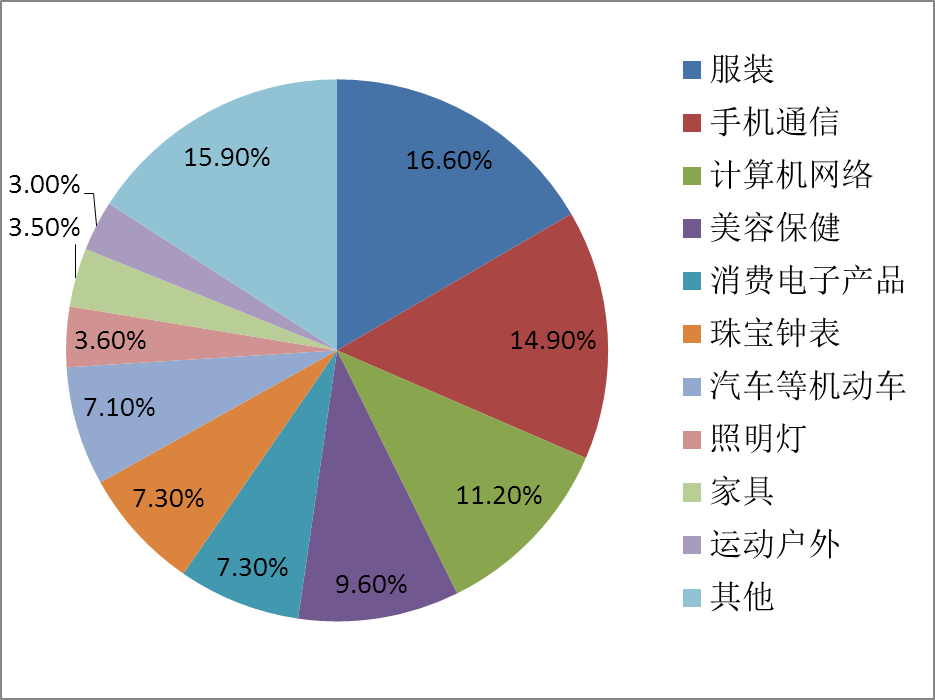 16.60%
14.90%
11.20%
9.60%
7.30%
7.30%
7.10%
3.60%
3.50%
3.00%
15.90%
服装
手机通信
计算机网络
美容保健
消费电子产品
珠宝钟表
汽车等机动车
照明灯
家具
运动户外
其他